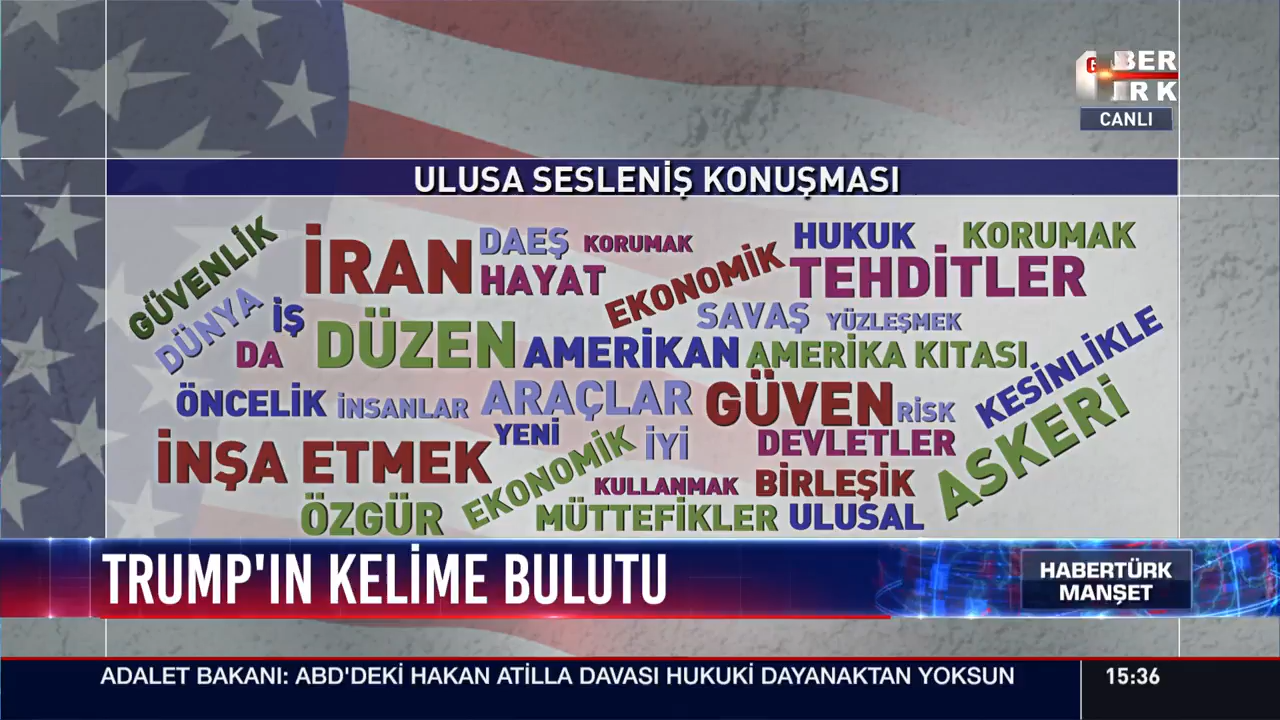 HABER
TÜRK
CANLI
ULUSA SESLENİŞ KONUŞMASI
GÜVENLİK
İRAN
DAEŞ
KORUMAK
HUKUK
KORUMAK
HAYAT
EKONOMİK
TEHDİTLER
DÜNYA
İŞ
SAVAŞ
YÜZLEŞMEK
DA
DÜZEN
AMERİKAN
AMERİKA KITASI
KESİNLİKLE
ÖNCELİK
İNSANLAR
ARAÇLAR
GÜVEN
RİSK
ASKERİ
İNŞA ETMEK
YENİ
EKONOMİK
İYİ
DEVLETLER
KULLANMAK
BİRLEŞİK
ÖZGÜR
MÜTTEFİKLER
ULUSAL
TRUMP'IN KELİME BULUTU
HABERTÜRK
MANŞET
ADALET BAKANI: ABD'DEKİ HAKAN ATİLLA DAVASI HUKUKİ DAYANAKTAN YOKSUN
15:36